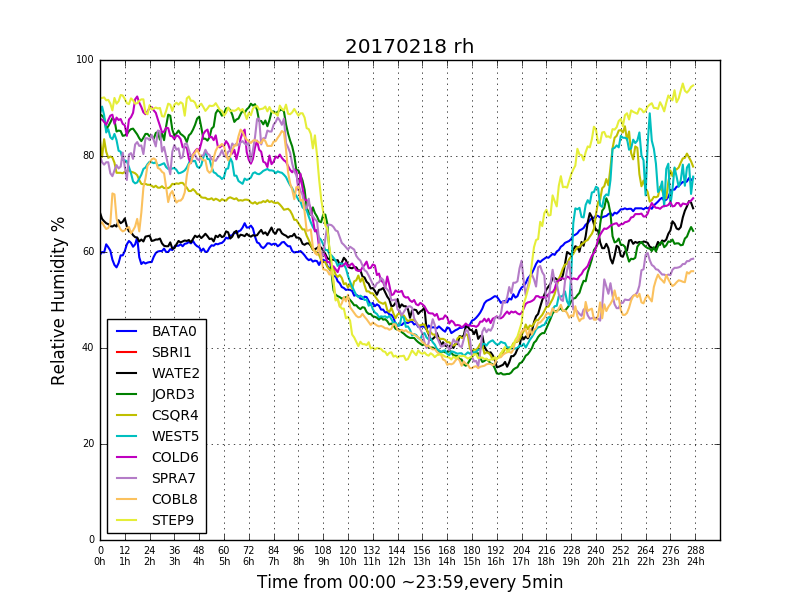 20170218 rh
Relative Humidity %
100
80
60
40
20
0
BATA0
SBRI1
WATE2
JORD3
CSQR4
WEST5
COLD6
SPRA7
COBL8
STEP9
0 12 24 36 48 60 72 84 96 108 120 132 144 156 168 180 192 204 216 228 240 252 264 276 288
0h 1h 2h 3h 4h 5h 6h 7h 8h 9h 10h 11h 12h 13h 14h 15h 16h 17h 18h 19h 20h 21h 22h 23h 24h
Time from 00:00 ~23:59,every 5min